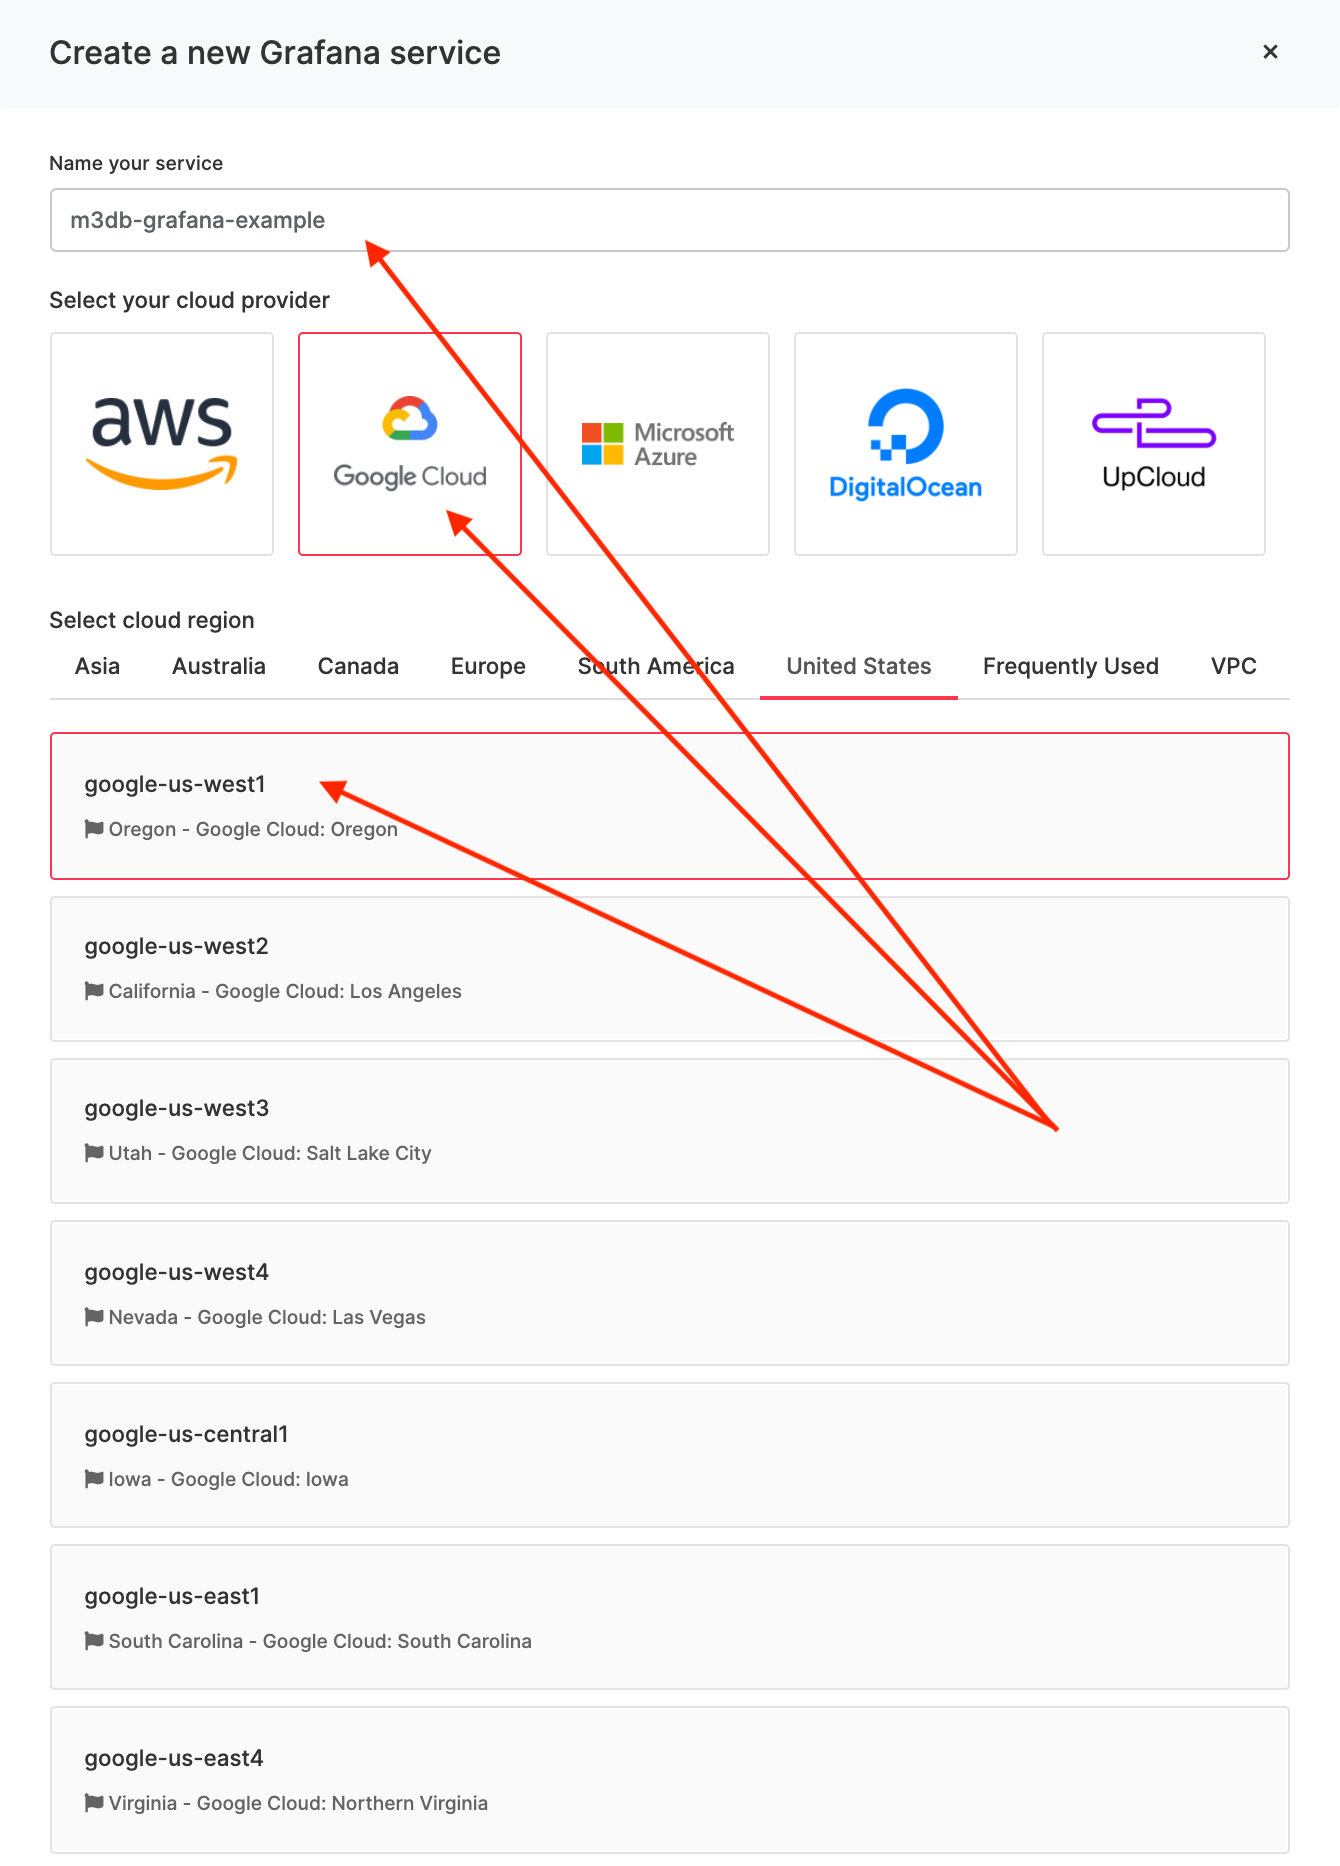 Create a new Grafana service
Name your service
m3db-grafana-example
Select your cloud provider
aws
Google Cloud
Microsoft
Azure
DigitalOcean
UpCloud
Select cloud region
Asia Australia Canada Europe South America United States Frequently Used VPC
google-us-west1
Oregon - Google Cloud: Oregon
google-us-west2
California - Google Cloud: Los Angeles
google-us-west3
Utah - Google Cloud: Salt Lake City
google-us-west4
Nevada - Google Cloud: Las Vegas
google-us-central1
Iowa - Google Cloud: Iowa
google-us-east1
South Carolina - Google Cloud: South Carolina
google-us-east4
Virginia - Google Cloud: Northern Virginia